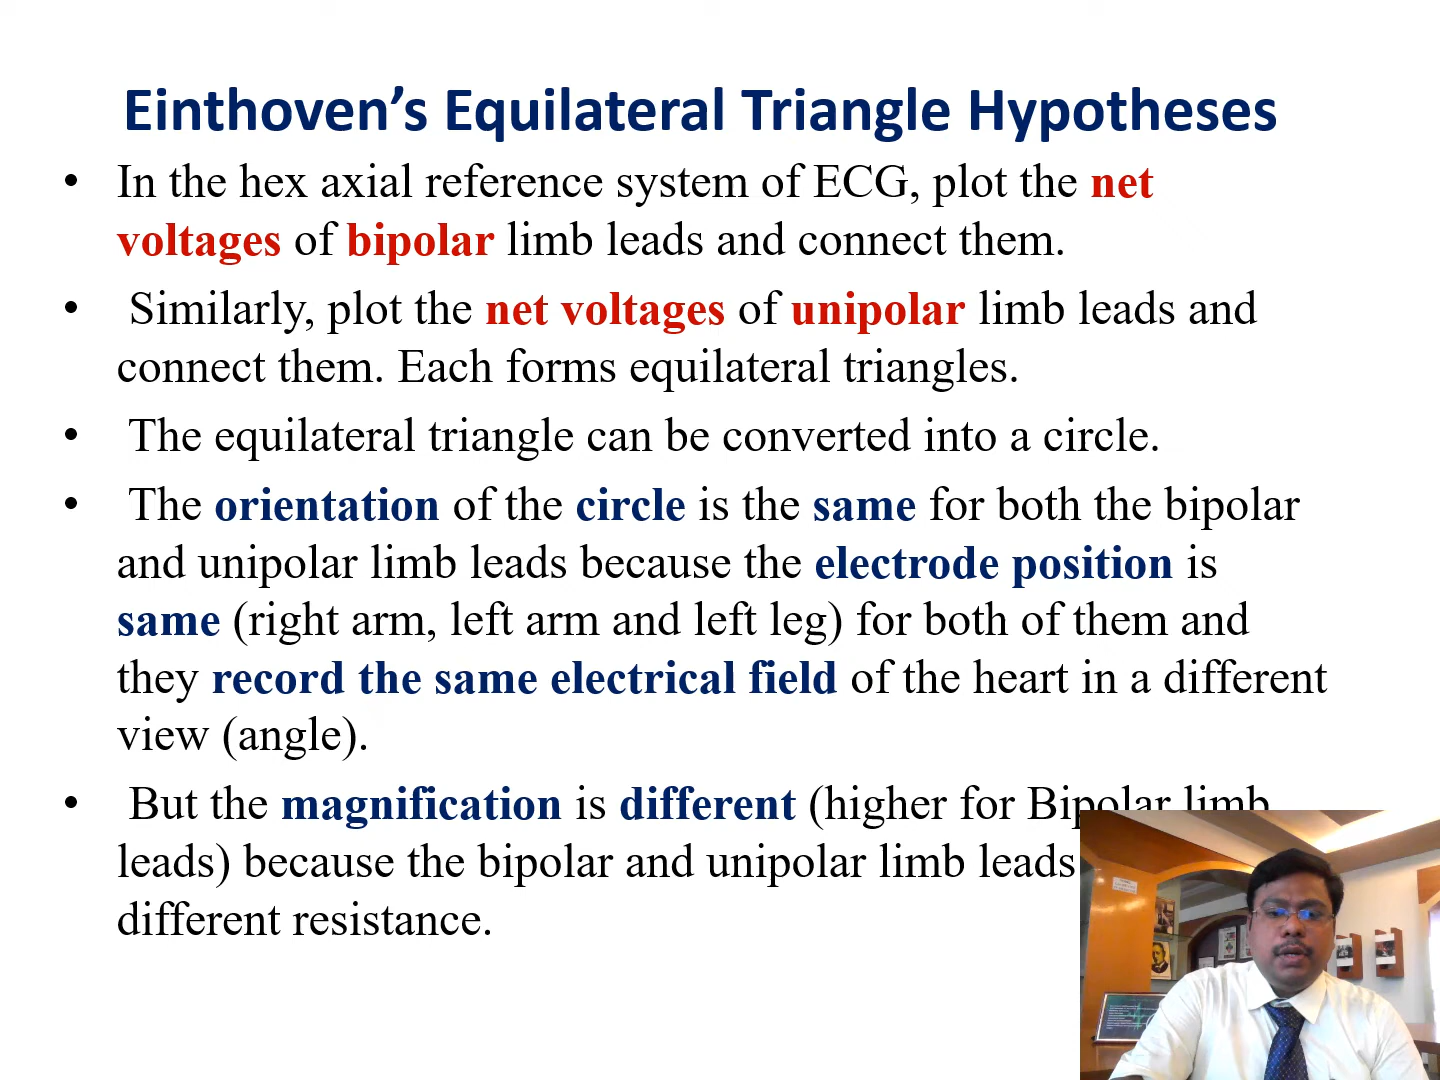 Einthoven’s Equilateral Triangle Hypotheses
• In the hex axial reference system of ECG, plot the net
voltages of bipolar limb leads and connect them.
• Similarly, plot the net voltages of unipolar limb leads and
connect them. Each forms equilateral triangles.
• The equilateral triangle can be converted into a circle.
• The orientation of the circle is the same for both the bipolar
and unipolar limb leads because the electrode position is
same (right arm, left arm and left leg) for both of them and
they record the same electrical field of the heart in a different
view (angle).
• But the magnification is different (higher for Bipolar limb
leads) because the bipolar and unipolar limb leads
different resistance.